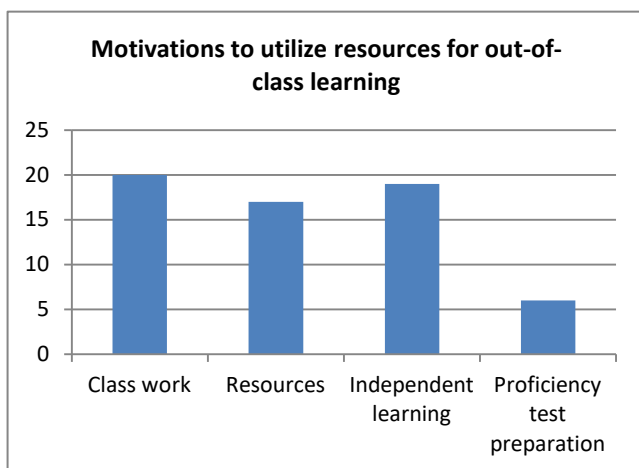 Motivations to utilize resources for out-of-
class learning
25
20
15
10
5
0
Class work
Resources
Independent
learning
Proficiency
test
preparation